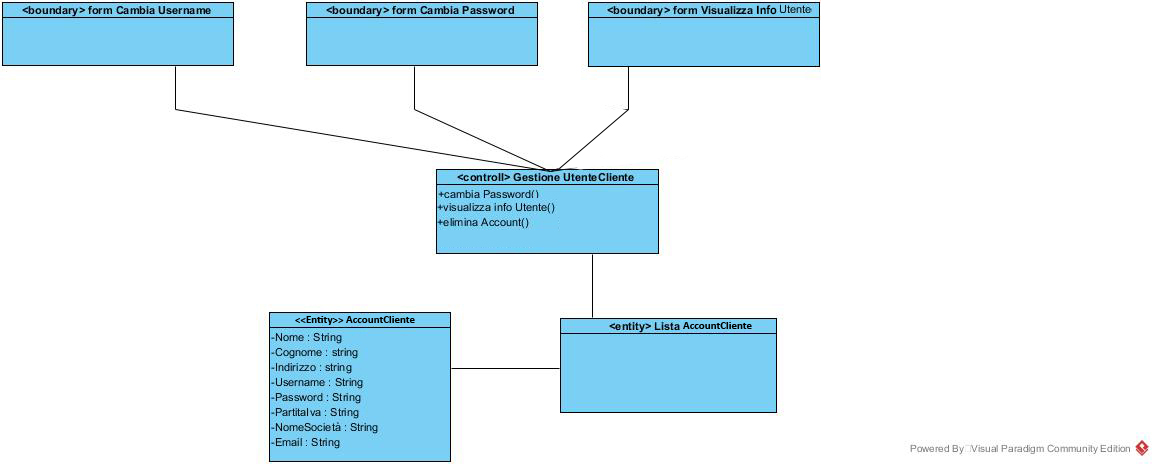 <boundary> form Cambia Username
<boundary> form Cambia Password
<boundary> form Visualizza Info Utente
<controll> Gestione UtenteCliente
+cambia Password()
+visualizza info Utente()
+elimina Account()
<<Entity>> AccountCliente
-Nome : String
-Cognome : string
-Indirizzo : string
-Username : String
-Password : String
-PartitaIva : String
-NomeSocietà : String
-Email : String
<entity> Lista AccountCliente
Powered By Visual Paradigm Community Edition